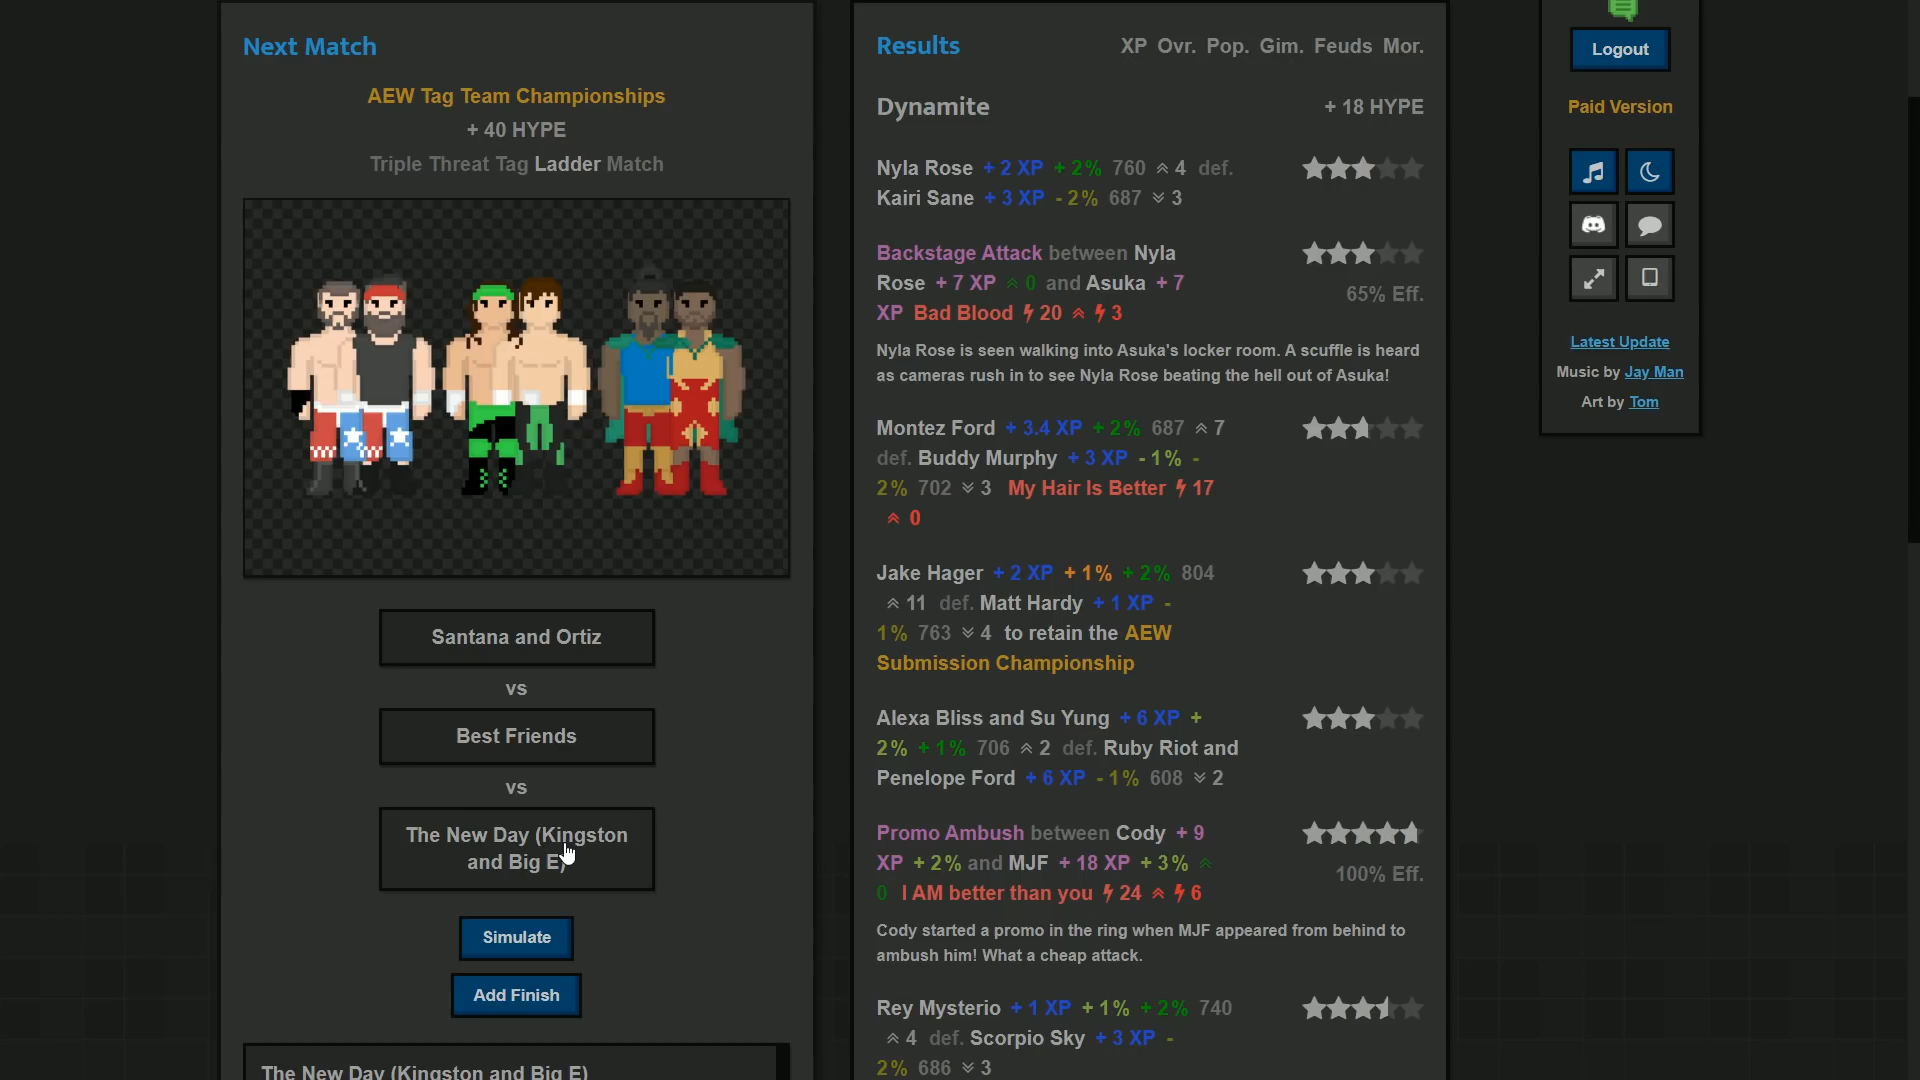 Next Match
AEW Tag Team Championships
+ 40 HYPE
Triple Threat Tag Ladder Match
Santana and Ortiz
vs
Best Friends
vs
The New Day (Kingston
and Big E)
Simulate
Add Finish
The New Day (Kingston and Big E)
Results
XP Ovr. Pop. Gim. Feuds Mor.
Dynamite
+ 18 HYPE
Nyla Rose + 2 XP + 2% 760 4 def.
Kairi Sane + 3 XP - 2% 687 3
Backstage Attack between Nyla
Rose + 7 XP 0 and Asuka + 7
XP Bad Blood 20 3
65% Eff.
Nyla Rose is seen walking into Asuka's locker room. A scuffle is heard
as cameras rush in to see Nyla Rose beating the hell out of Asuka!
Montez Ford + 3.4 XP + 2% 687 7
def. Buddy Murphy + 3 XP - 1% -
2% 702 3 My Hair Is Better 17
0
Jake Hager + 2 XP + 1% + 2% 804
11 def. Matt Hardy + 1 XP -
1% 763 4 to retain the AEW
Submission Championship
Alexa Bliss and Su Yung + 6 XP +
2% + 1% 706 2 def. Ruby Riot and
Penelope Ford + 6 XP - 1% 608 2
Promo Ambush between Cody + 9
XP + 2% and MJF + 18 XP + 3%
0 I AM better than you 24 6
100% Eff.
Cody started a promo in the ring when MJF appeared from behind to
ambush him! What a cheap attack.
Rey Mysterio + 1 XP + 1% + 2% 740
4 def. Scorpio Sky + 3 XP -
2% 686 3
Logout
Paid Version
Latest Update
Music by Jay Man
Art by Tom